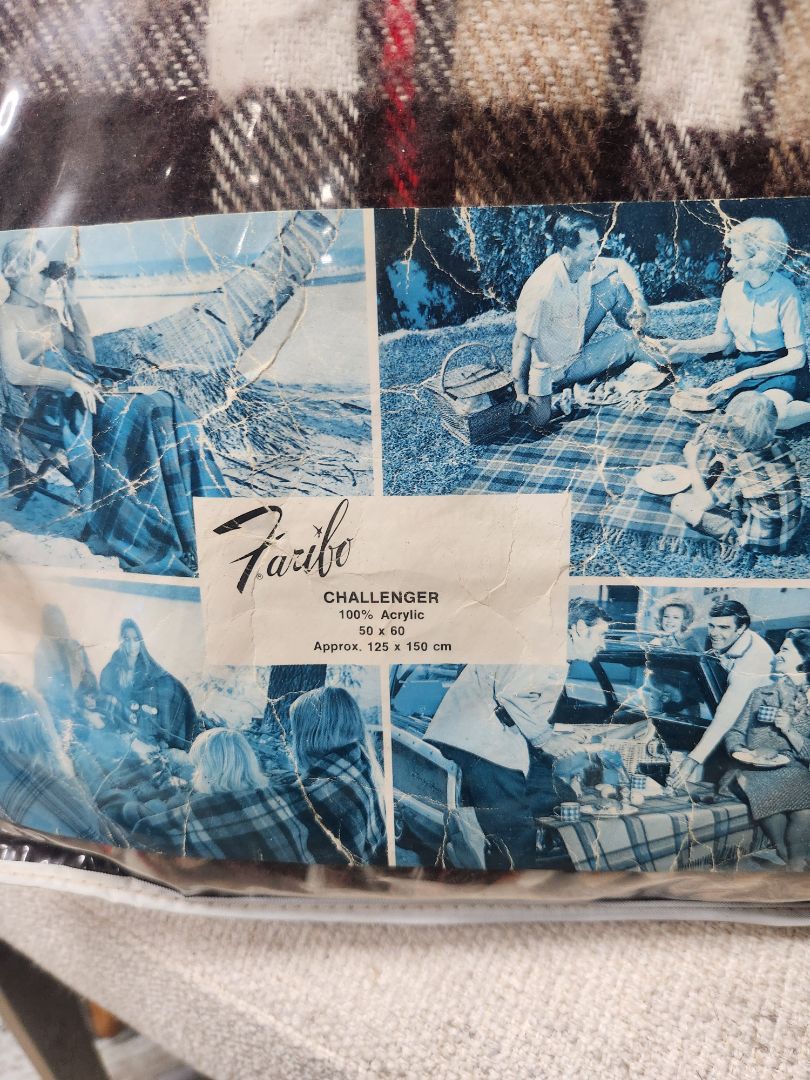 Faribo®
CHALLENGER
100% Acrylic
50 x 60
Approx. 125 x 150 cm